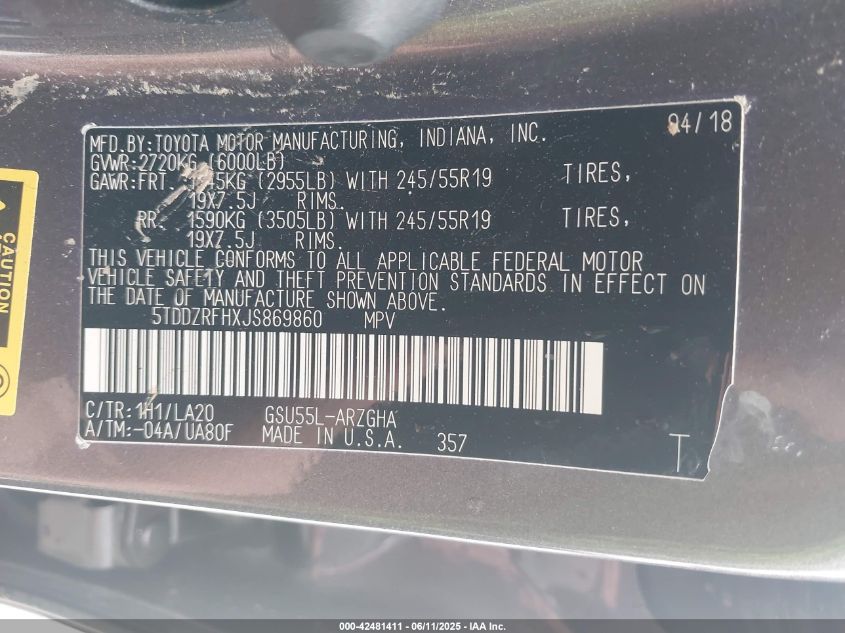 MFD.BY:TOYOTA MOTOR MANUFACTURING, INDIANA, INC. 04/18
GVWR:2720KG (6000LB)
GAWR:FRT. 5KG (2955LB) WITH 245/55R19 TIRES,
19X7.5J RIMS.
RR. 1590KG (3505LB) WITH 245/55R19 TIRES,
19X7.5J RIMS.
THIS VEHICLE CONFORMS TO ALL APPLICABLE FEDERAL MOTOR
VEHICLE SAFETY AND THEFT PREVENTION STANDARDS IN EFFECT ON
THE DATE OF MANUFACTURE SHOWN ABOVE.
5TDDZRFHXJS869860 MPV
C/TR:1H1/LA20 GSU55L-ARZGHA
A/TM:-04A/UA80F MADE IN U.S.A. 357
T
CAUTION
000-42481411 - 06/11/2025 - IAA Inc.